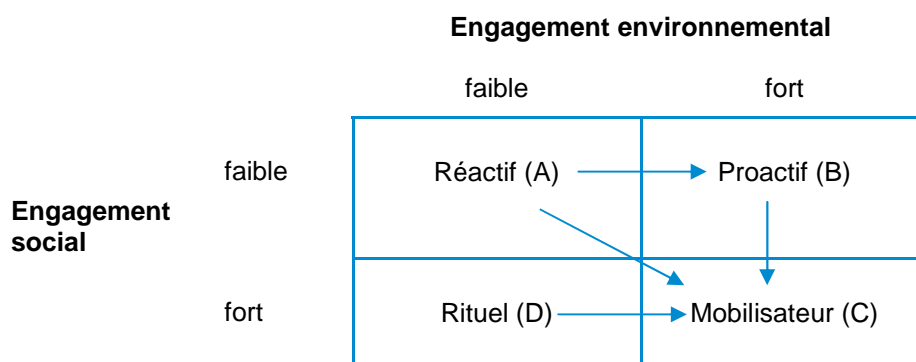 Engagement environnemental
faible fort
faible Réactif (A) Proactif (B)
Engagement
social
fort Rituel (D) Mobilisateur (C)